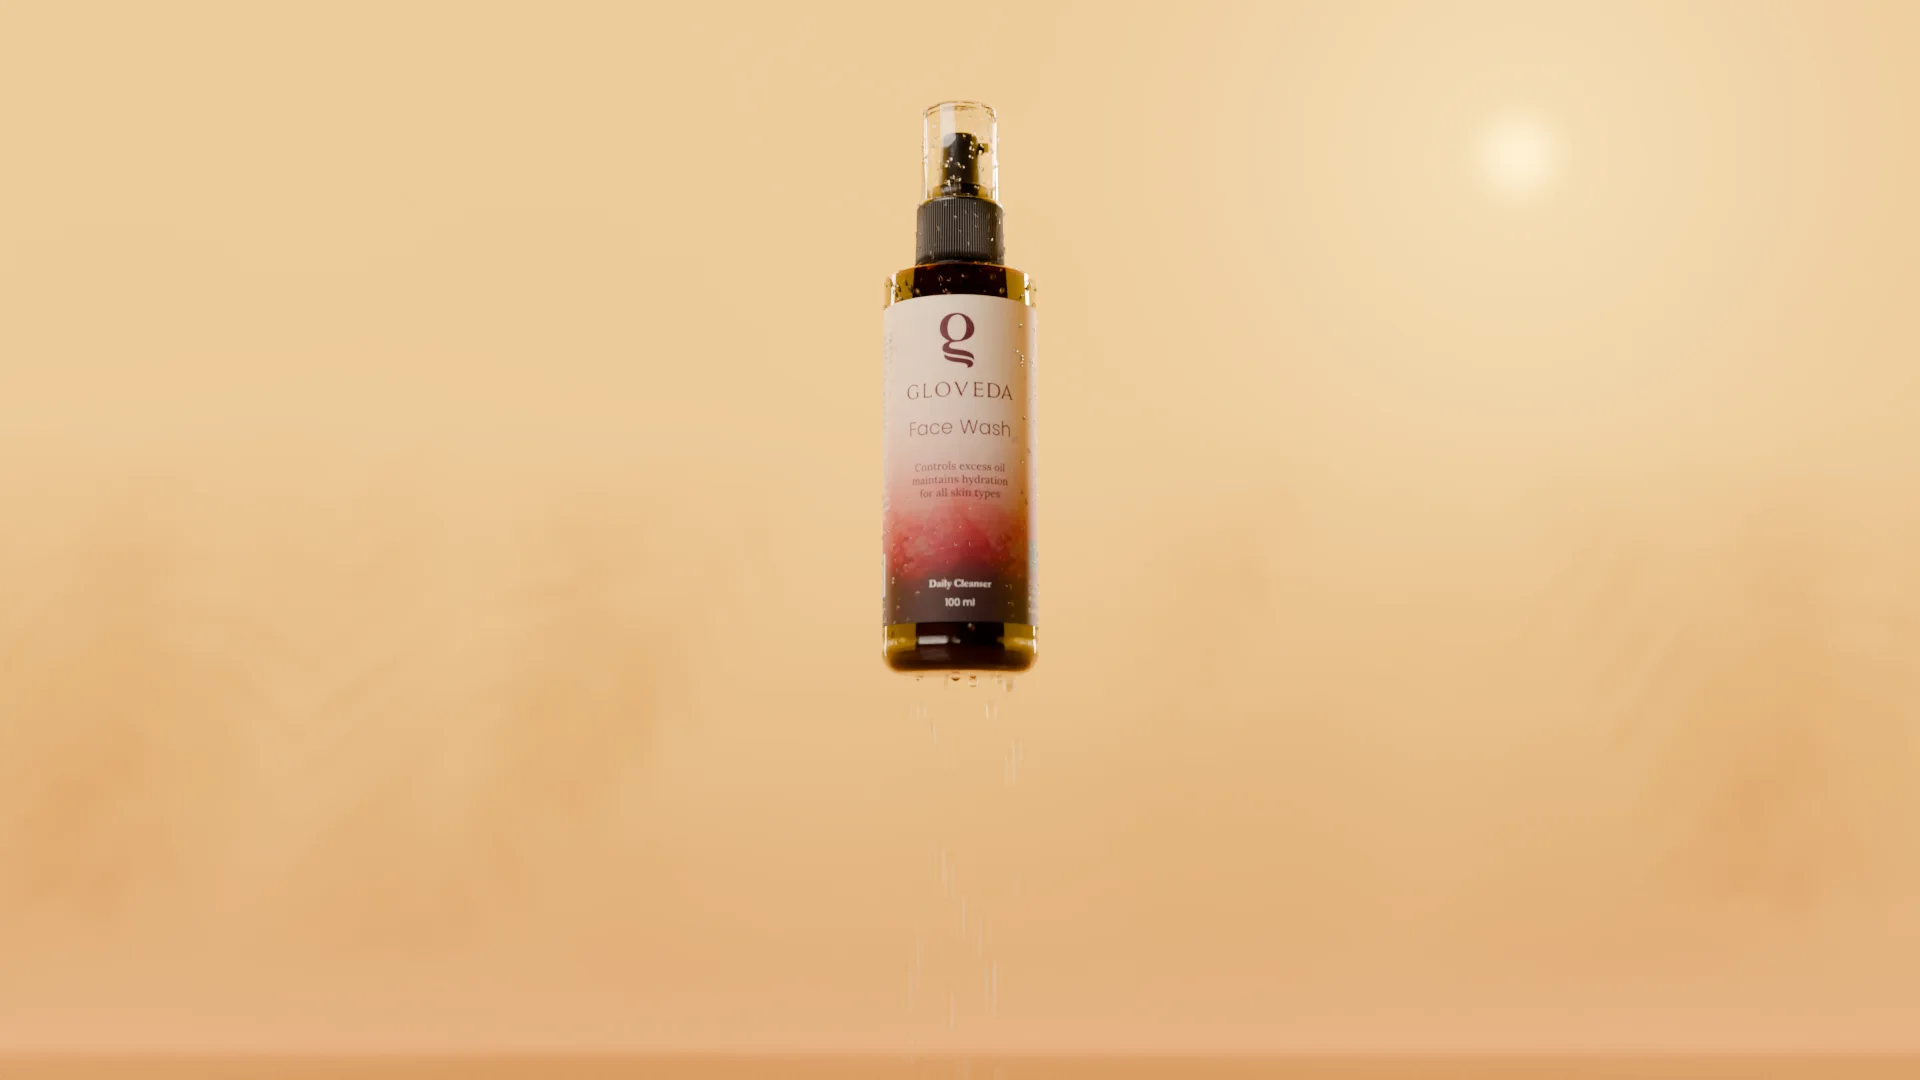 g
GLOVEDA
Face Wash
Controls excess oil
maintains hydration
for all skin types
Daily Cleanser
100 ml